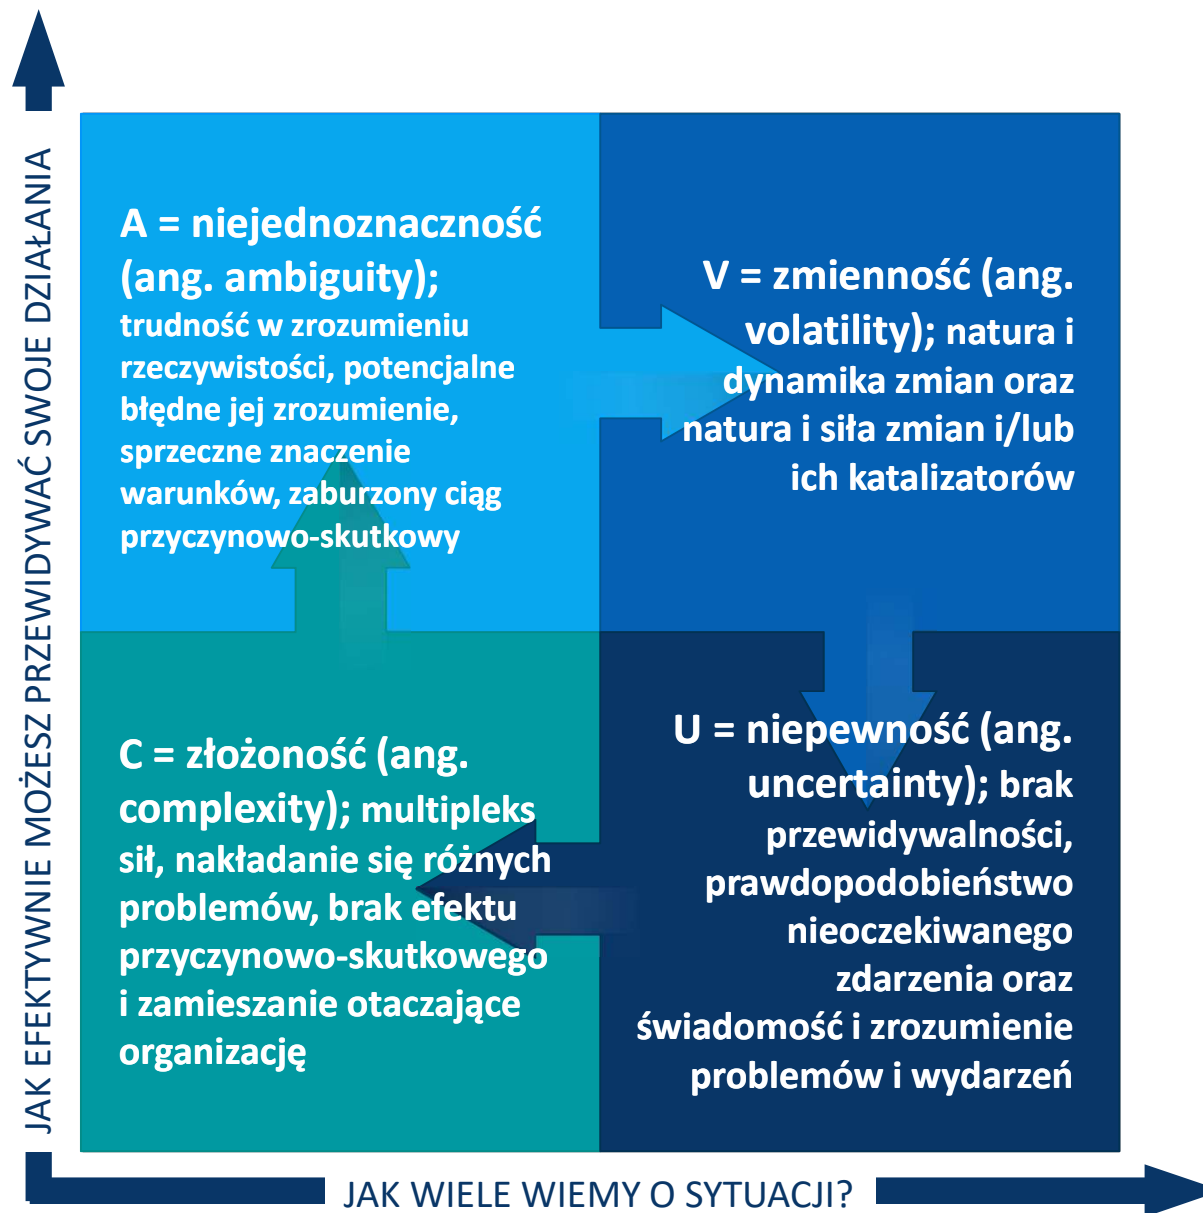 JAK EFEKTYWNIE MOŻESZ PRZEWIDYWAĆ SWOJE DZIAŁANIA
A = niejednoznaczność
(ang. ambiguity);
trudność w zrozumieniu
rzeczywistości, potencjalne
błędne jej zrozumienie,
sprzeczne znaczenie
warunków, zaburzony ciąg
przyczynowo-skutkowy
V = zmienność (ang.
volatility); natura i
dynamika zmian oraz
natura i siła zmian i/lub
ich katalizatorów
C = złożoność (ang.
complexity); multipleks
sił, nakładanie się różnych
problemów, brak efektu
przyczynowo-skutkowego
i zamieszanie otaczające
organizację
U = niepewność (ang.
uncertainty); brak
przewidywalności,
prawdopodobieństwo
nieoczekiwanego
zdarzenia oraz
świadomość i zrozumienie
problemów i wydarzeń
JAK WIELE WIEMY O SYTUACJI?